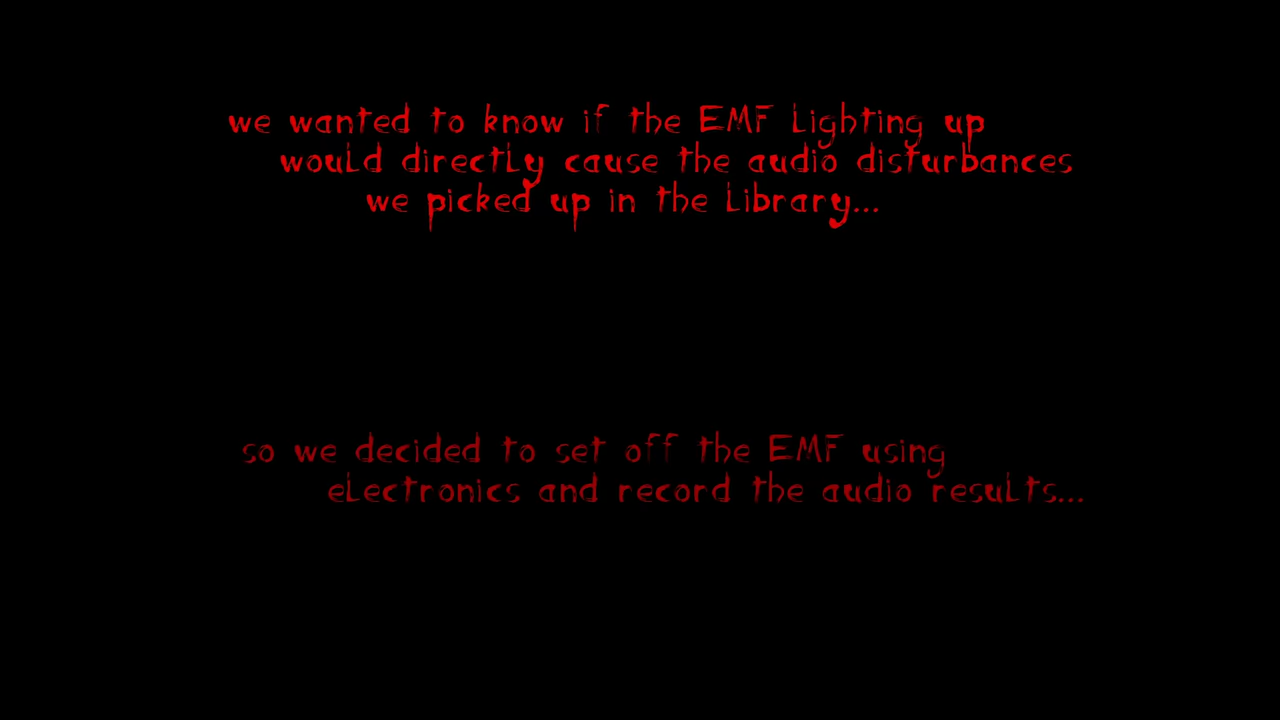 we wanted to know if the EMF Lighting up
would directly cause the audio disturbances
we picked up in the Library...
so we decided to set off the EMF using
electronics and record the audio results...